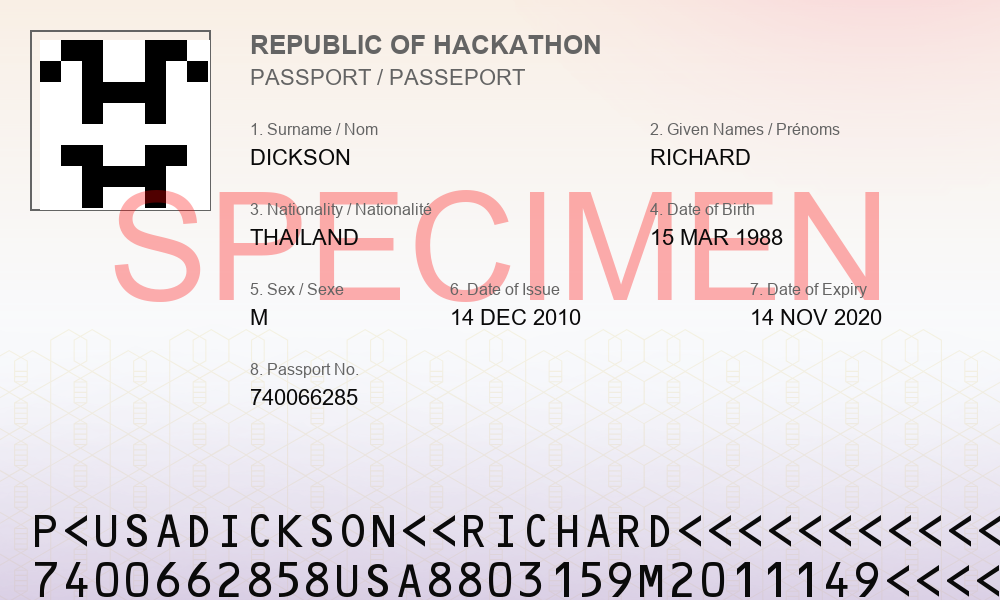 REPUBLIC OF HACKATHON
PASSPORT / PASSEPORT
1. Surname / Nom
DICKSON
2. Given Names / Prénoms
RICHARD
SPECIMEN
3. Nationality / Nationalité
THAILAND
4. Date of Birth
15 MAR 1988
5. Sex / Sexe
M
6. Date of Issue
14 DEC 2010
7. Date of Expiry
14 NOV 2020
8. Passport No.
740066285
P<USADICKSON<<RICHARD<<<<<<<<<<
7400662858USA8803159M2011149<<<<